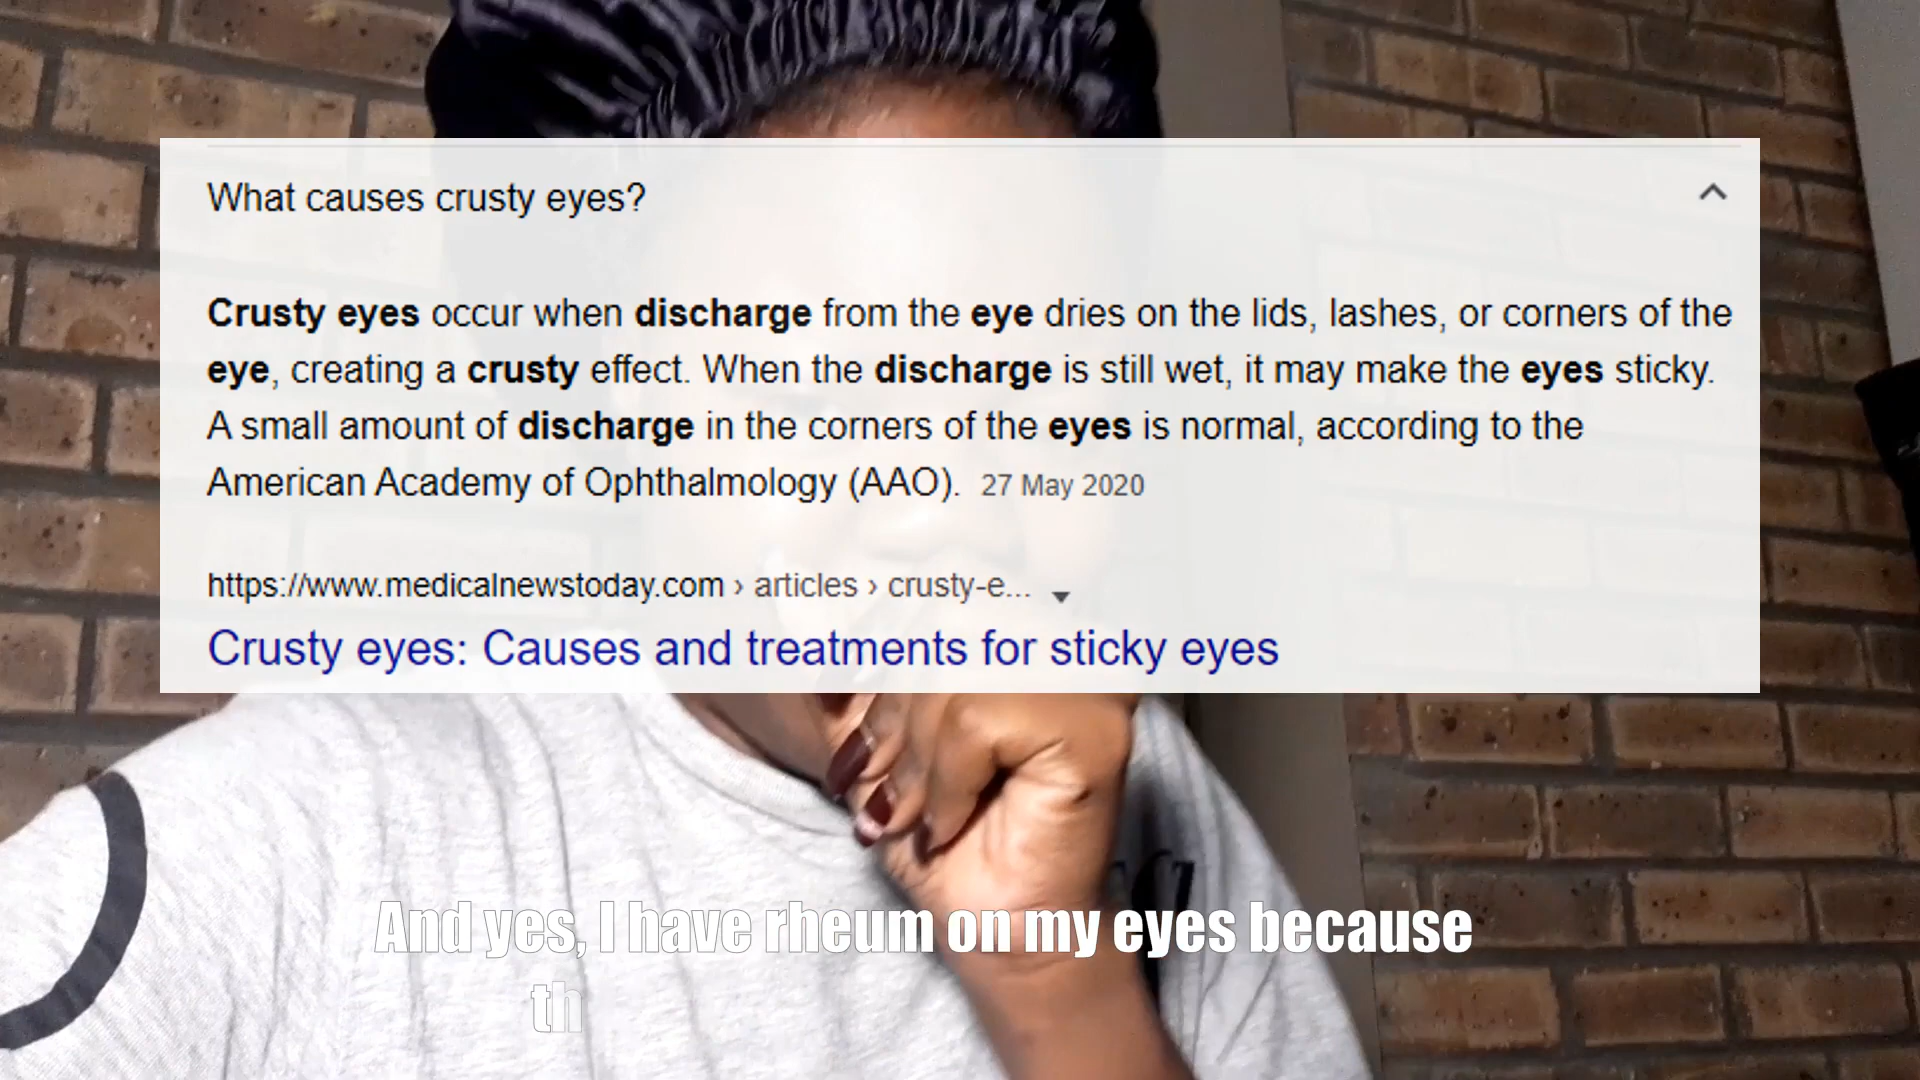 What causes crusty eyes?
Crusty eyes occur when discharge from the eye dries on the lids, lashes, or corners of the
eye, creating a crusty effect. When the discharge is still wet, it may make the eyes sticky.
A small amount of discharge in the corners of the eyes is normal, according to the
American Academy of Ophthalmology (AAO). 27 May 2020
https://www.medicalnewstoday.com › articles › crusty-e...
Crusty eyes: Causes and treatments for sticky eyes
And yes, I have rheum on my eyes because
th